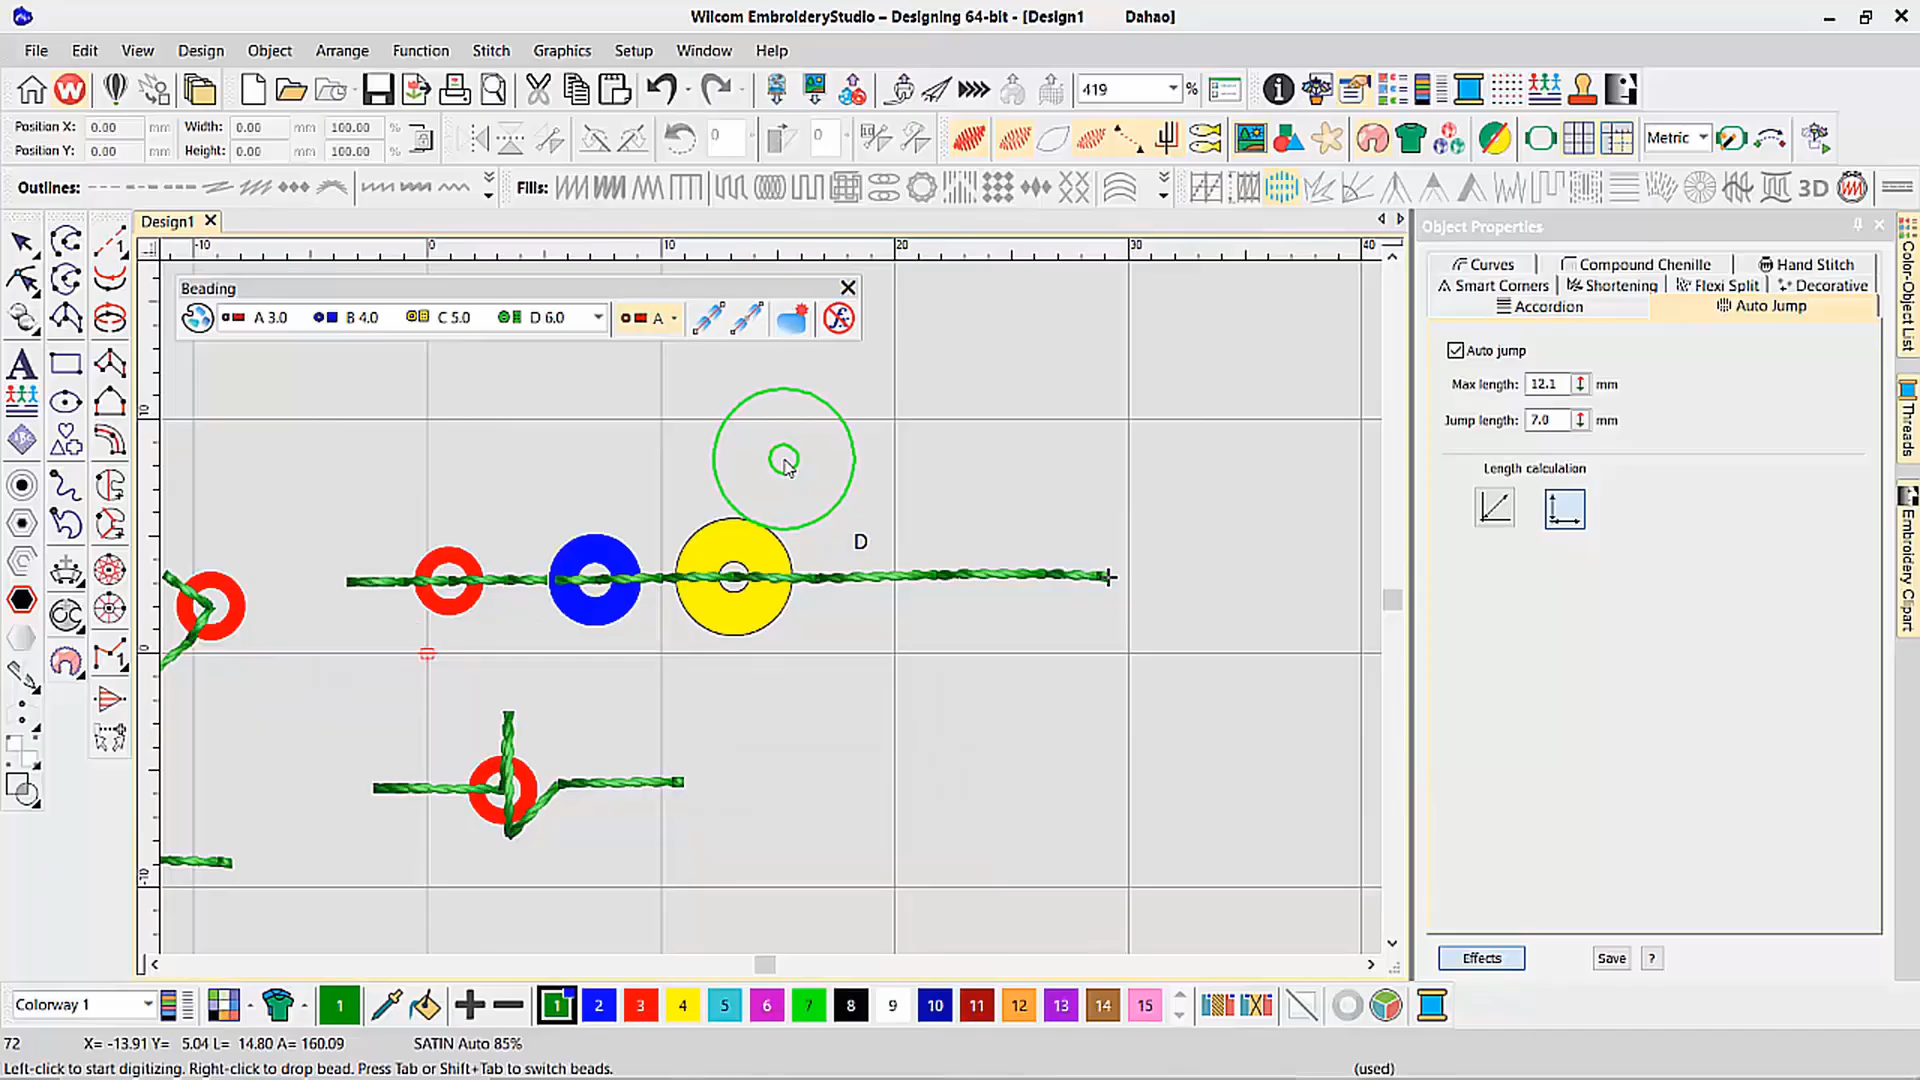 Wilcom EmbroideryStudio – Designing 64-bit - [Design1 Dahao]
File Edit View Design Object Arrange Function Stitch Graphics Setup Window Help
419 %
Position X: 0.00 mm Width: 0.00 mm 100.00 %
Position Y: 0.00 mm Height: 0.00 mm 100.00 %
0 0 Metric
Outlines: Fills: 3D
Design1
Object Properties
-10 0 10 20 30 40
Beading
A 3.0 B 4.0 C 5.0 D 6.0 A
Curves Compound Chenille Hand Stitch
Smart Corners Shortening Flexi Split Decorative
Accordion Auto Jump
Auto jump
Max length: 12.1 mm
Jump length: 7.0 mm
Length calculation
D
10
0
-10
Color-Object List
Threads
Embroidery Clipart
Effects Save ?
Colorway 1 1 1 2 3 4 5 6 7 8 9 10 11 12 13 14 15
72 X= -13.91 Y= 5.04 L= 14.80 A= 160.09 SATIN Auto 85%
Left-click to start digitizing. Right-click to drop bead. Press Tab or Shift+Tab to switch beads. (used)